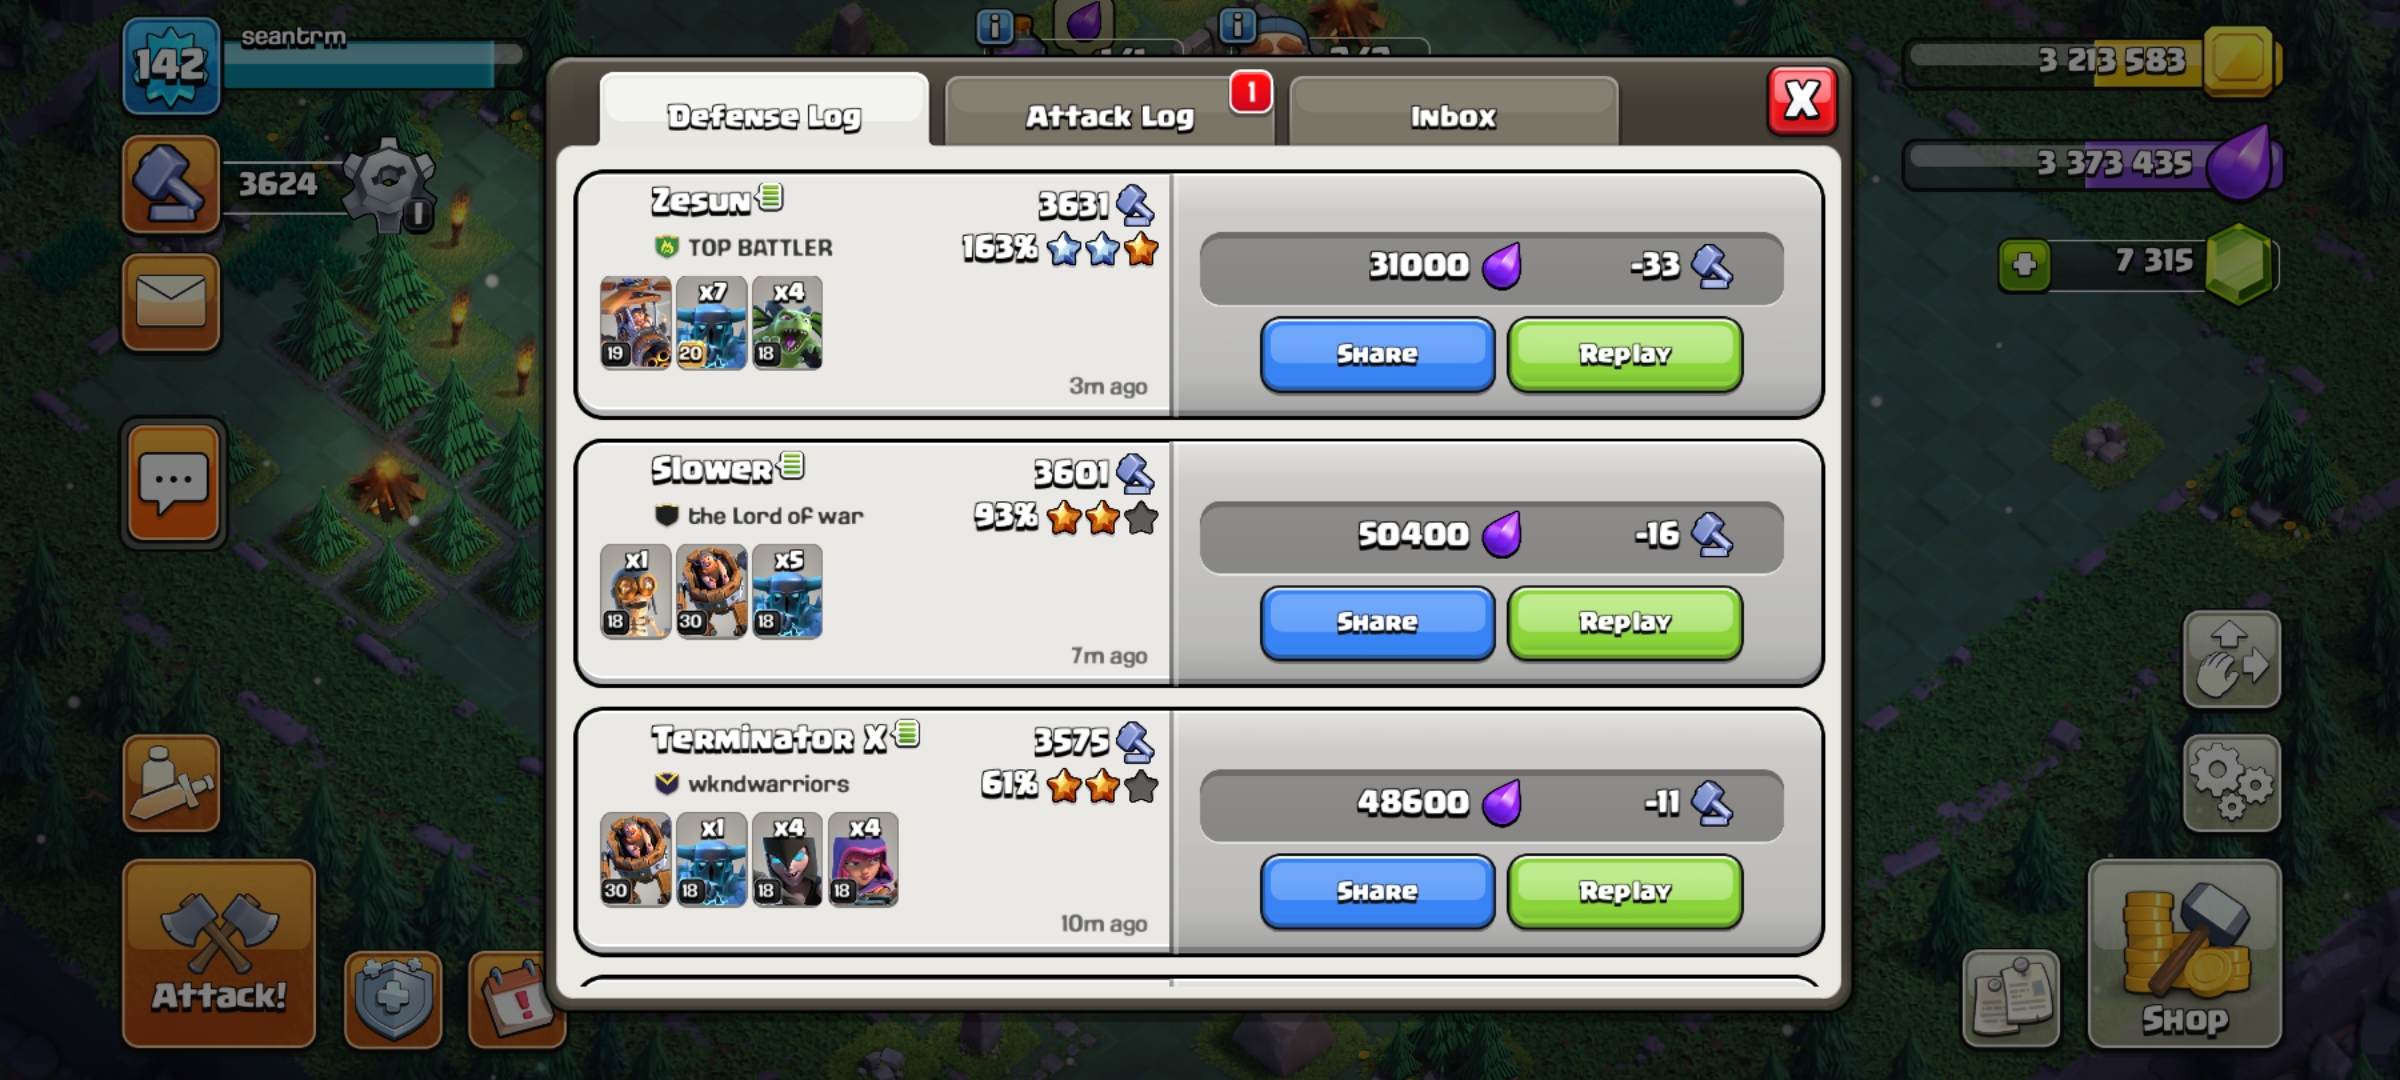 142
seantrm
3624
I
3 213 583
3 373 435
7 315
Defense Log
Attack Log
1
Inbox
X
Zesun
TOP BATTLER
3631
163%
19
x7
20
x4
18
3m ago
31000
-33
Share
Replay
Slower
the Lord of war
3601
93%
x1
18
30
x5
18
7m ago
50400
-16
Share
Replay
Terminator X
wkndwarriors
3575
61%
30
x1
18
x4
18
x4
18
10m ago
48600
-11
Share
Replay
Attack!
Shop